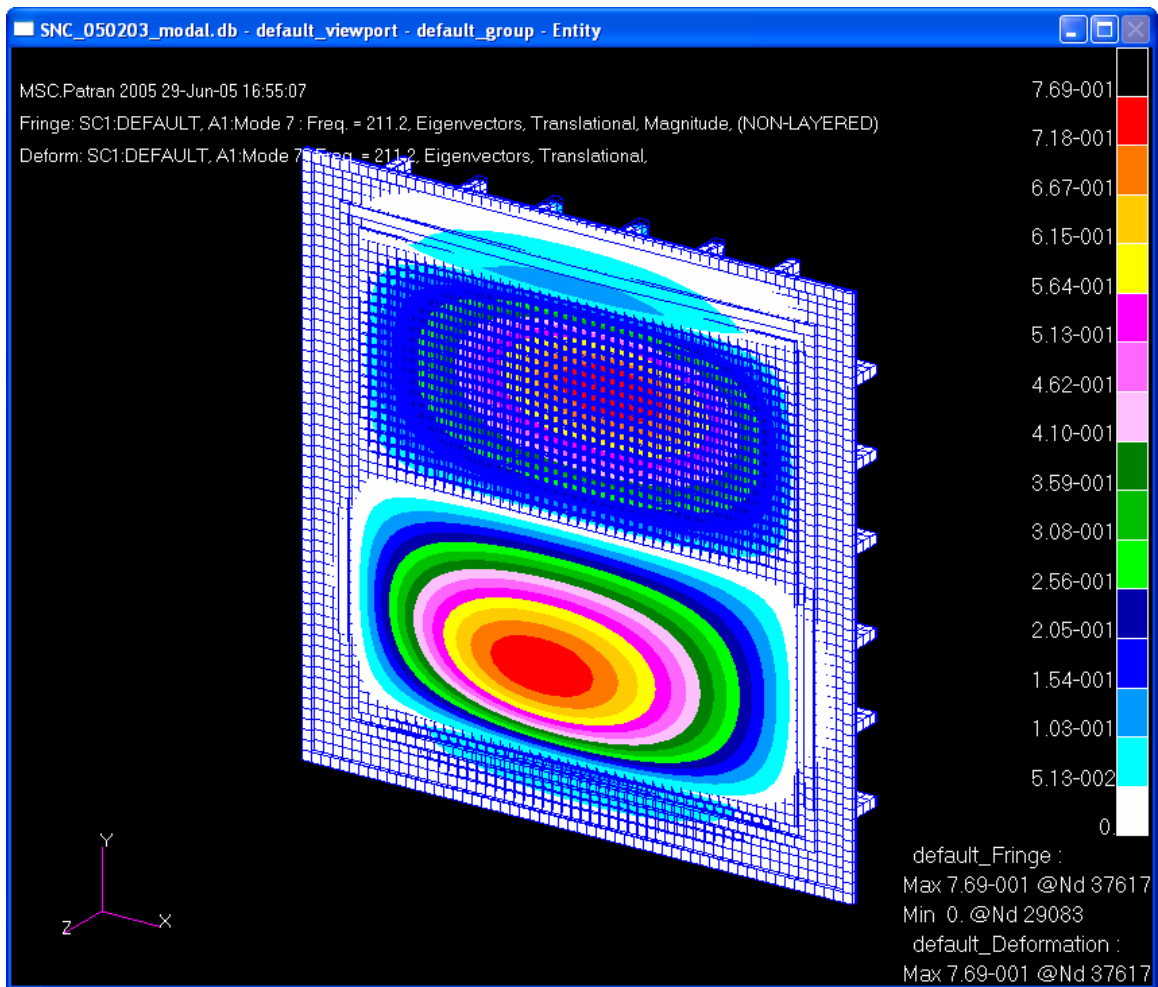 SNC_050203_modal.db - default_viewport - default_group - Entity
MSC.Patran 2005 29-Jun-05 16:55:07
Fringe: SC1:DEFAULT, A1:Mode 7 : Freq. = 211.2, Eigenvectors, Translational, Magnitude, (NON-LAYERED)
Deform: SC1:DEFAULT, A1:Mode 7 : Freq. = 211.2, Eigenvectors, Translational,
7.69-001
7.18-001
6.67-001
6.15-001
5.64-001
5.13-001
4.62-001
4.10-001
3.59-001
3.08-001
2.56-001
2.05-001
1.54-001
1.03-001
5.13-002
0.
default_Fringe :
Max 7.69-001 @Nd 37617
Min 0. @Nd 29083
default_Deformation :
Max 7.69-001 @Nd 37617
Y
Z
X